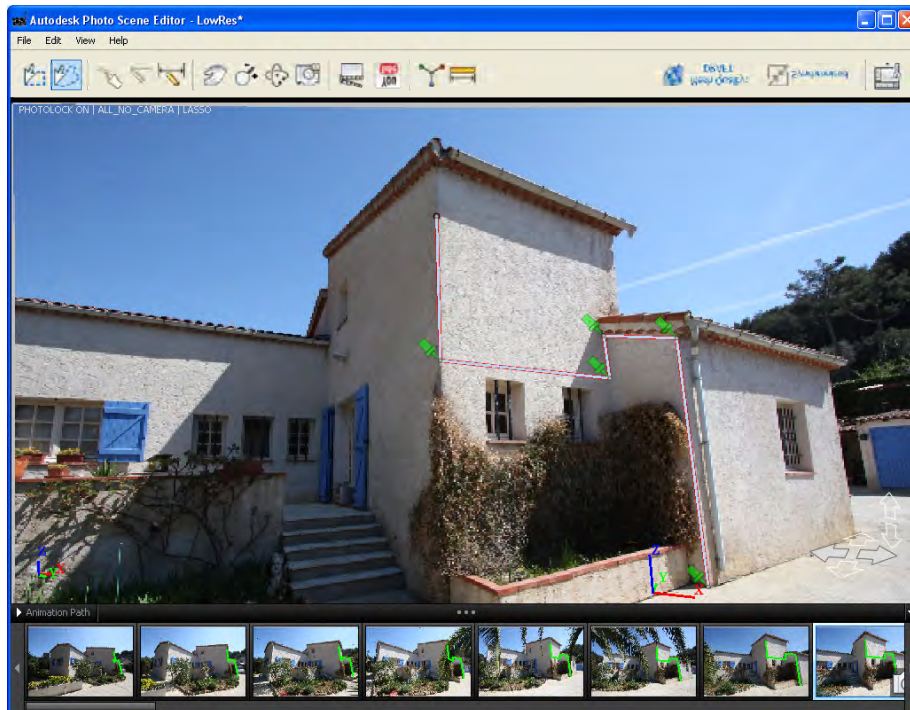 Autodesk Photo Scene Editor - LowRes*
File Edit View Help
PHOTOLOCK ON | ALL_NO_CAMERA | LASSO
Z
Y
X
Z
Y
X
Animation Path